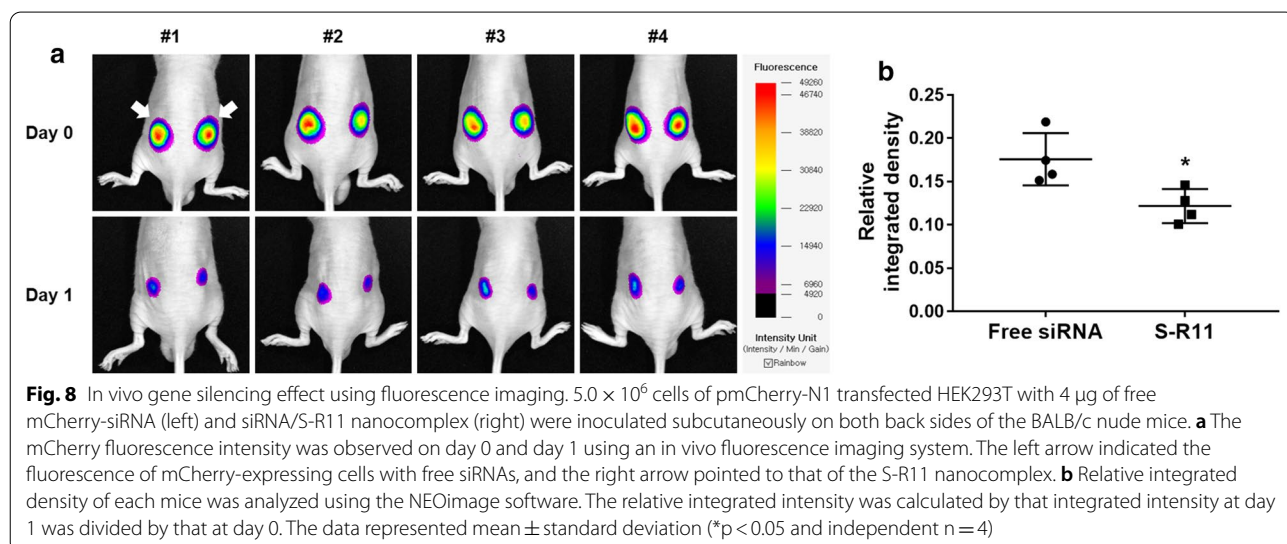 a
#1 #2 #3 #4
Day 0
Day 1
Fluorescence
49260
46740
38820
30840
22920
14940
6960
4920
0
Intensity Unit
(Intensity / Min / Gain)
Rainbow
b
Relative
integrated density
0.25
0.20
0.15
0.10
0.05
0.00
*
Free siRNA S-R11
Fig. 8 In vivo gene silencing effect using fluorescence imaging. 5.0 × 10⁶ cells of pmCherry-N1 transfected HEK293T with 4 µg of free
mCherry-siRNA (left) and siRNA/S-R11 nanocomplex (right) were inoculated subcutaneously on both back sides of the BALB/c nude mice. a The
mCherry fluorescence intensity was observed on day 0 and day 1 using an in vivo fluorescence imaging system. The left arrow indicated the
fluorescence of mCherry-expressing cells with free siRNAs, and the right arrow pointed to that of the S-R11 nanocomplex. b Relative integrated
density of each mice was analyzed using the NEOimage software. The relative integrated intensity was calculated by that integrated intensity at day
1 was divided by that at day 0. The data represented mean ± standard deviation (*p < 0.05 and independent n = 4)